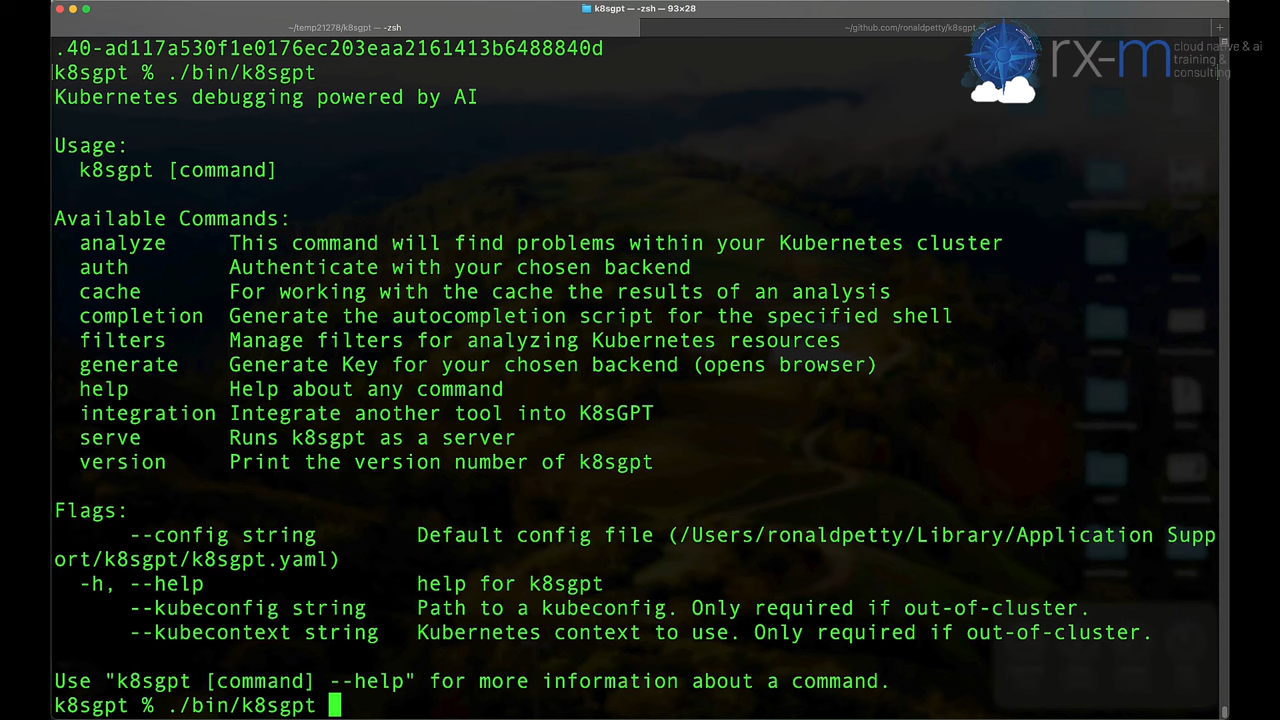 k8sgpt — -zsh — 93×28
~/temp21278/k8sgpt — -zsh
~/github.com/ronaldpetty/k8sgpt
.40-ad117a530f1e0176ec203eaa2161413b6488840d
k8sgpt % ./bin/k8sgpt
Kubernetes debugging powered by AI
Usage:
k8sgpt [command]
Available Commands:
analyze This command will find problems within your Kubernetes cluster
auth Authenticate with your chosen backend
cache For working with the cache the results of an analysis
completion Generate the autocompletion script for the specified shell
filters Manage filters for analyzing Kubernetes resources
generate Generate Key for your chosen backend (opens browser)
help Help about any command
integration Integrate another tool into K8sGPT
serve Runs k8sgpt as a server
version Print the version number of k8sgpt
Flags:
--config string Default config file (/Users/ronaldpetty/Library/Application Supp
ort/k8sgpt/k8sgpt.yaml)
-h, --help help for k8sgpt
--kubeconfig string Path to a kubeconfig. Only required if out-of-cluster.
--kubecontext string Kubernetes context to use. Only required if out-of-cluster.
Use "k8sgpt [command] --help" for more information about a command.
k8sgpt % ./bin/k8sgpt
rx-m
cloud native & ai
training &
consulting